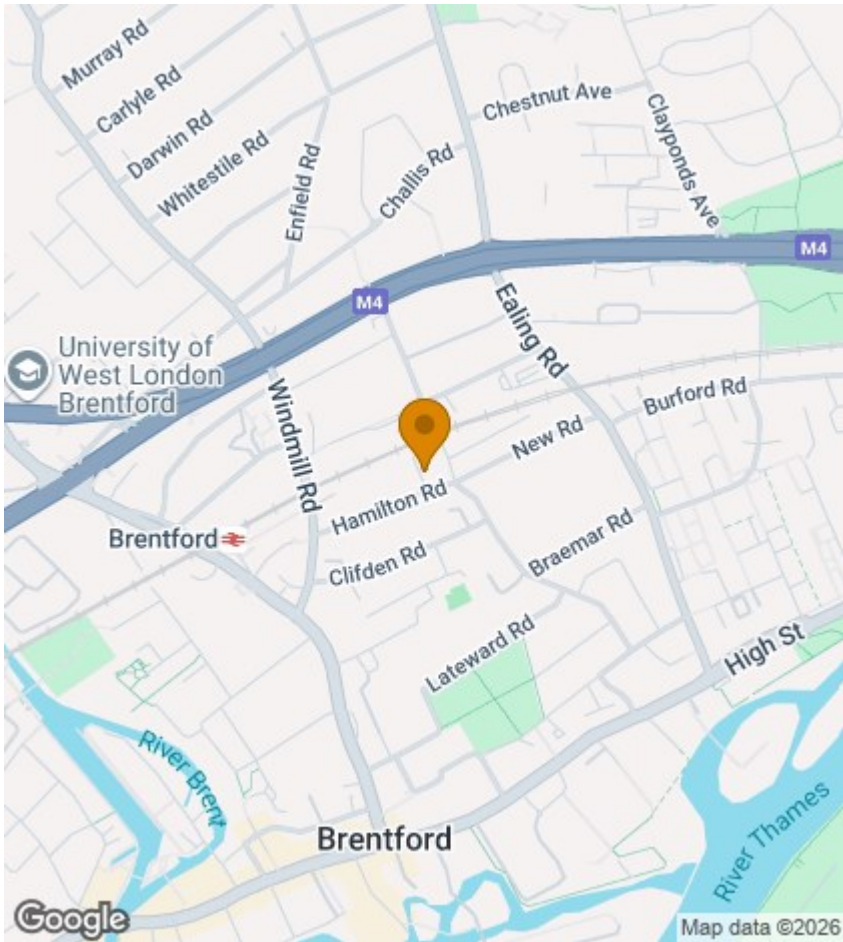 Murray Rd
Carlyle Rd
Darwin Rd
Whitestile Rd
Enfield Rd
Challis Rd
Chestnut Ave
Clayponds Ave
M4
M4
Ealing Rd
University of
West London
Brentford
Windmill Rd
Burford Rd
New Rd
Hamilton Rd
Brentford
Clifden Rd
Braemar Rd
Lateward Rd
High St
River Brent
River Thames
Brentford
Google
Map data ©2026